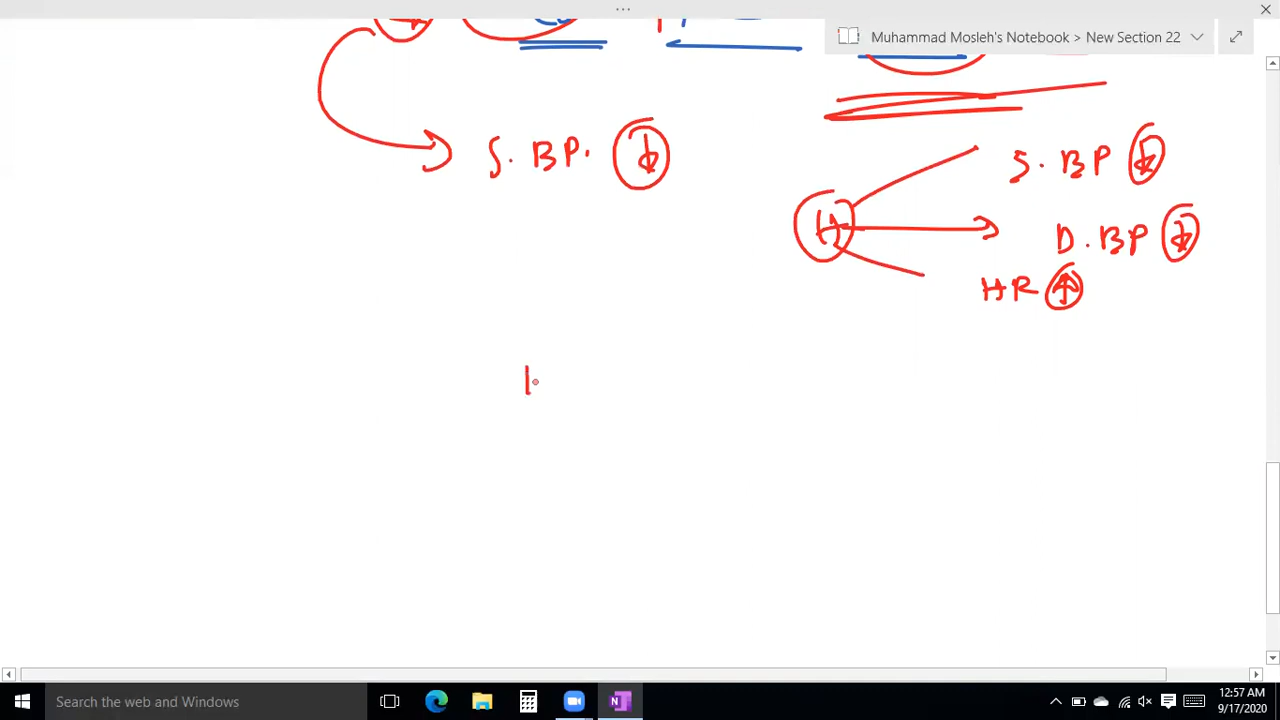 Muhammad Mosleh's Notebook > New Section 22
S. BP. ↓
S. BP ↓
H
D. BP ↓
HR ↑
Search the web and Windows
12:57 AM
9/17/2020